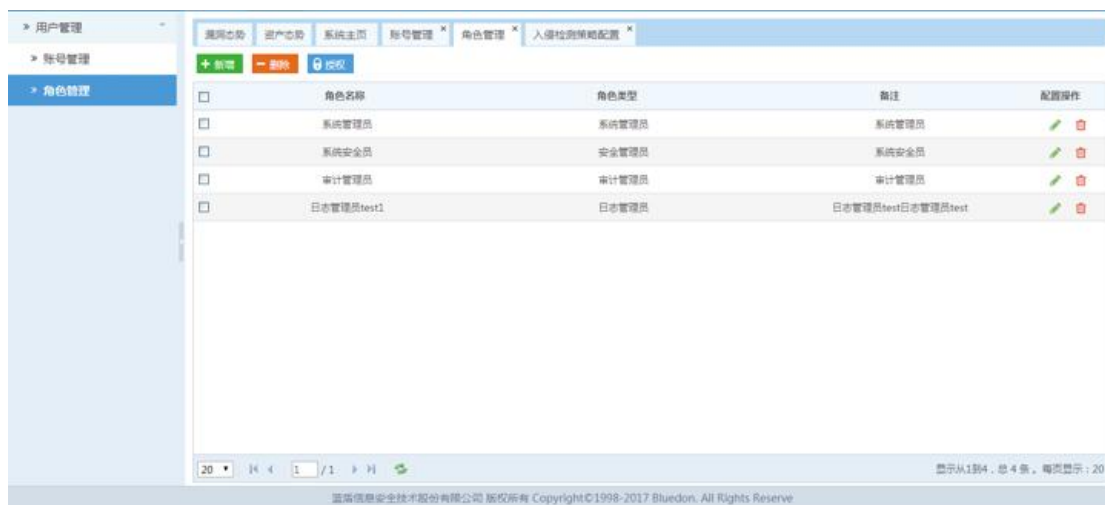 » 用户管理
» 账号管理
» 角色管理
漏洞态势 资产态势 系统主页 账号管理 × 角色管理 × 入侵检测策略配置 ×
+ 新增 − 删除 授权
角色名称 角色类型 备注 配置操作
系统管理员 系统管理员 系统管理员
系统安全员 安全管理员 系统安全员
审计管理员 审计管理员 审计管理员
日志管理员test1 日志管理员 日志管理员test日志管理员test
20 1 /1 显示从1到4，总 4 条。每页显示：20
蓝盾信息安全技术股份有限公司 版权所有 Copyright©1998-2017 Bluedon. All Rights Reserve